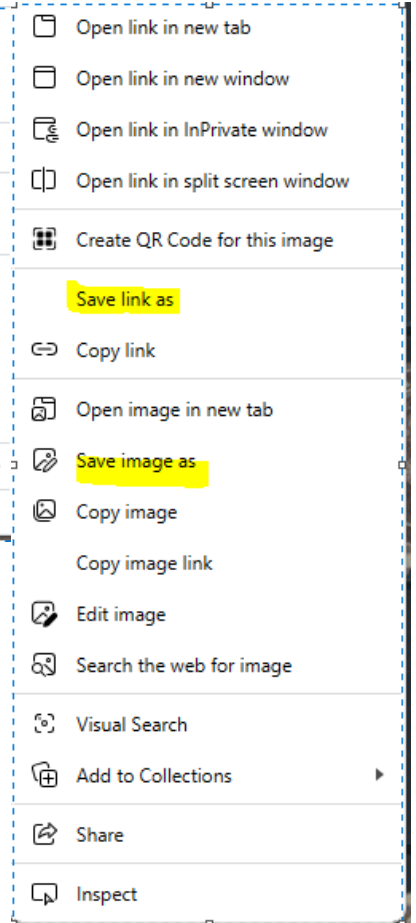 Open link in new tab
Open link in new window
Open link in InPrivate window
Open link in split screen window
Create QR Code for this image
Save link as
Copy link
Open image in new tab
Save image as
Copy image
Copy image link
Edit image
Search the web for image
Visual Search
Add to Collections
Share
Inspect